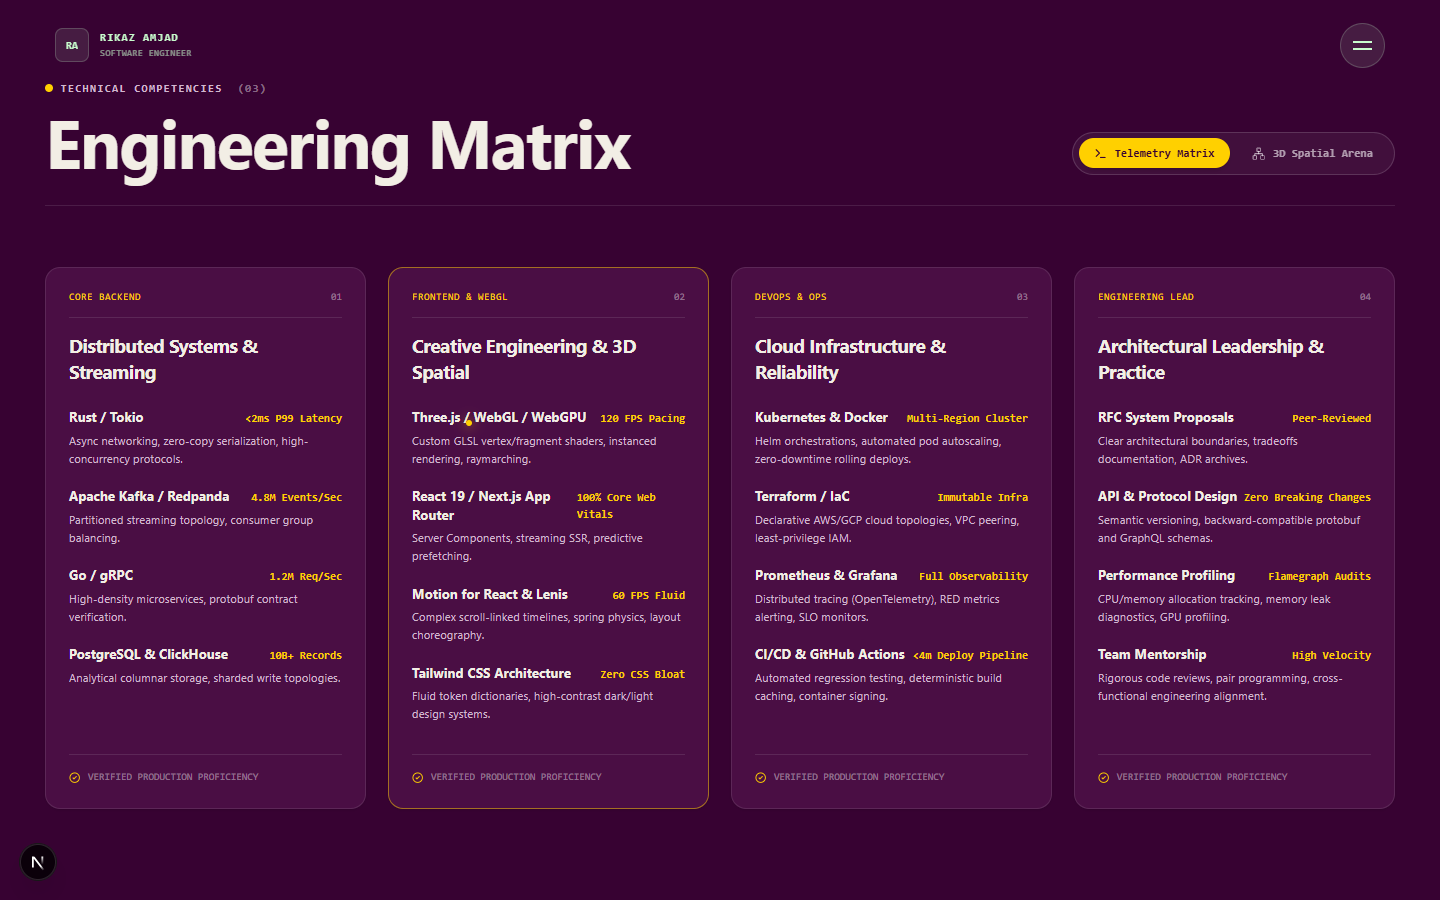 RA
RIKAZ AMJAD
SOFTWARE ENGINEER
TECHNICAL COMPETENCIES (03)
Engineering Matrix
Telemetry Matrix
3D Spatial Arena
CORE BACKEND 01
Distributed Systems &
Streaming
Rust / Tokio <2ms P99 Latency
Async networking, zero-copy serialization, high-
concurrency protocols.
Apache Kafka / Redpanda 4.8M Events/Sec
Partitioned streaming topology, consumer group
balancing.
Go / gRPC 1.2M Req/Sec
High-density microservices, protobuf contract
verification.
PostgreSQL & ClickHouse 10B+ Records
Analytical columnar storage, sharded write topologies.
VERIFIED PRODUCTION PROFICIENCY
FRONTEND & WEBGL 02
Creative Engineering & 3D
Spatial
Three.js / WebGL / WebGPU 120 FPS Pacing
Custom GLSL vertex/fragment shaders, instanced
rendering, raymarching.
React 19 / Next.js App 100% Core Web
Router Vitals
Server Components, streaming SSR, predictive
prefetching.
Motion for React & Lenis 60 FPS Fluid
Complex scroll-linked timelines, spring physics, layout
choreography.
Tailwind CSS Architecture Zero CSS Bloat
Fluid token dictionaries, high-contrast dark/light
design systems.
VERIFIED PRODUCTION PROFICIENCY
DEVOPS & OPS 03
Cloud Infrastructure &
Reliability
Kubernetes & Docker Multi-Region Cluster
Helm orchestrations, automated pod autoscaling,
zero-downtime rolling deploys.
Terraform / IaC Immutable Infra
Declarative AWS/GCP cloud topologies, VPC peering,
least-privilege IAM.
Prometheus & Grafana Full Observability
Distributed tracing (OpenTelemetry), RED metrics
alerting, SLO monitors.
CI/CD & GitHub Actions <4m Deploy Pipeline
Automated regression testing, deterministic build
caching, container signing.
VERIFIED PRODUCTION PROFICIENCY
ENGINEERING LEAD 04
Architectural Leadership &
Practice
RFC System Proposals Peer-Reviewed
Clear architectural boundaries, tradeoffs
documentation, ADR archives.
API & Protocol Design Zero Breaking Changes
Semantic versioning, backward-compatible protobuf
and GraphQL schemas.
Performance Profiling Flamegraph Audits
CPU/memory allocation tracking, memory leak
diagnostics, GPU profiling.
Team Mentorship High Velocity
Rigorous code reviews, pair programming, cross-
functional engineering alignment.
VERIFIED PRODUCTION PROFICIENCY
N